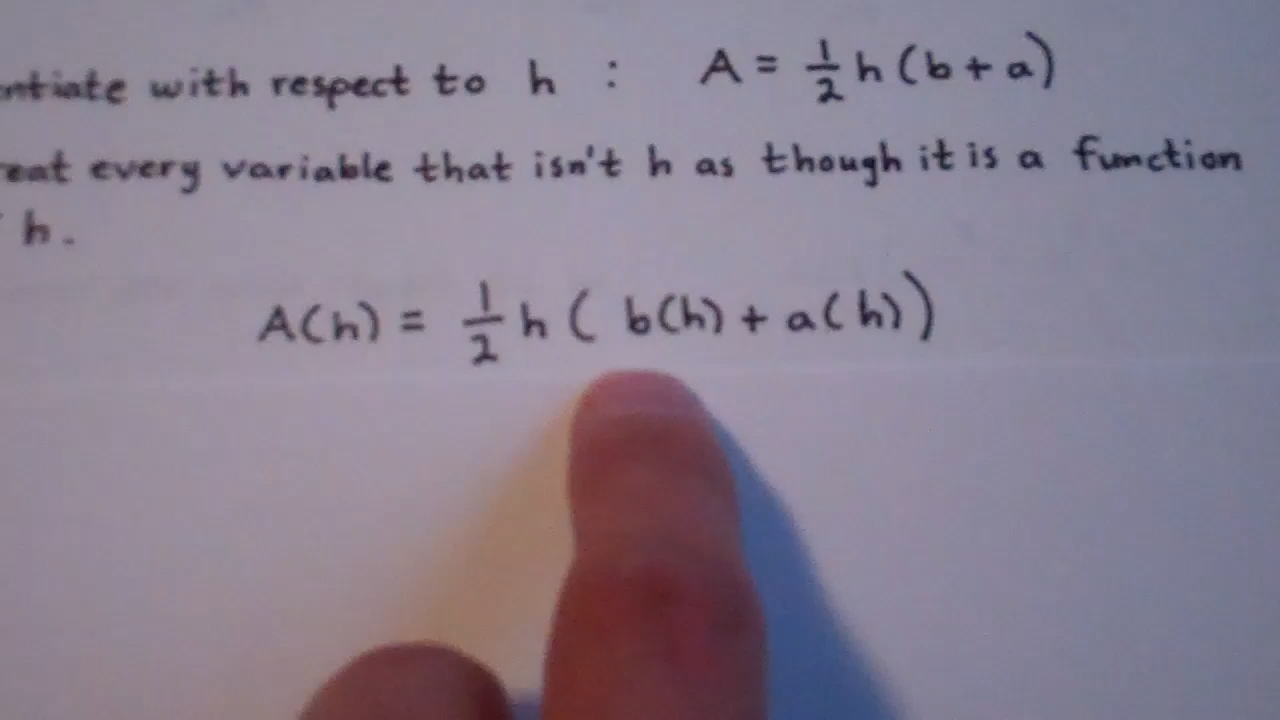 ntiate with respect to h : A = 1/2 h (b + a)
eat every variable that isn't h as though it is a function
h.
A(h) = 1/2 h ( b(h) + a(h))